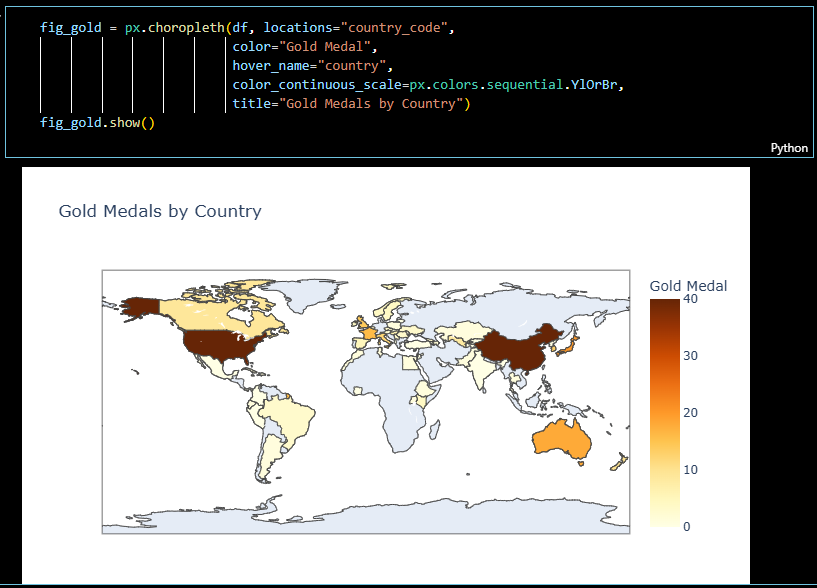 fig_gold = px.choropleth(df, locations="country_code",
color="Gold Medal",
hover_name="country",
color_continuous_scale=px.colors.sequential.YlOrBr,
title="Gold Medals by Country")
fig_gold.show()
Python
Gold Medals by Country
Gold Medal
40
30
20
10
0